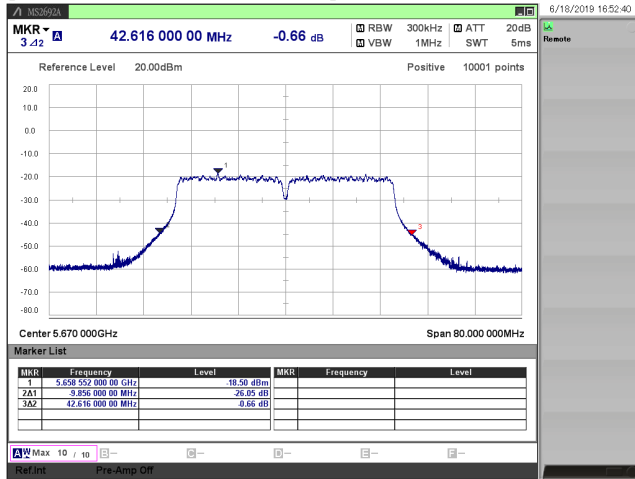 MS2692A
6/18/2019 16:52:40
MKR
3Δ12 A 42.616 000 00 MHz -0.66 dB
M RBW 300kHz M ATT 20dB
M VBW 1MHz SWT 5ms
Remote
Reference Level 20.00dBm Positive 10001 points
20.0
10.0
0.0
-10.0
-20.0
-30.0
-40.0
-50.0
-60.0
-70.0
-80.0
1
3
Center 5.670 000GHz Span 80.000 000MHz
Marker List
MKR Frequency Level MKR Frequency Level
1 5.658 552 000 00 GHz -18.50 dBm
2Δ1 -9.856 000 00 MHz -26.05 dB
3Δ2 42.616 000 00 MHz -0.66 dB
A W Max 10 / 10 B— C— D— E— F—
Ref.Int Pre-Amp Off